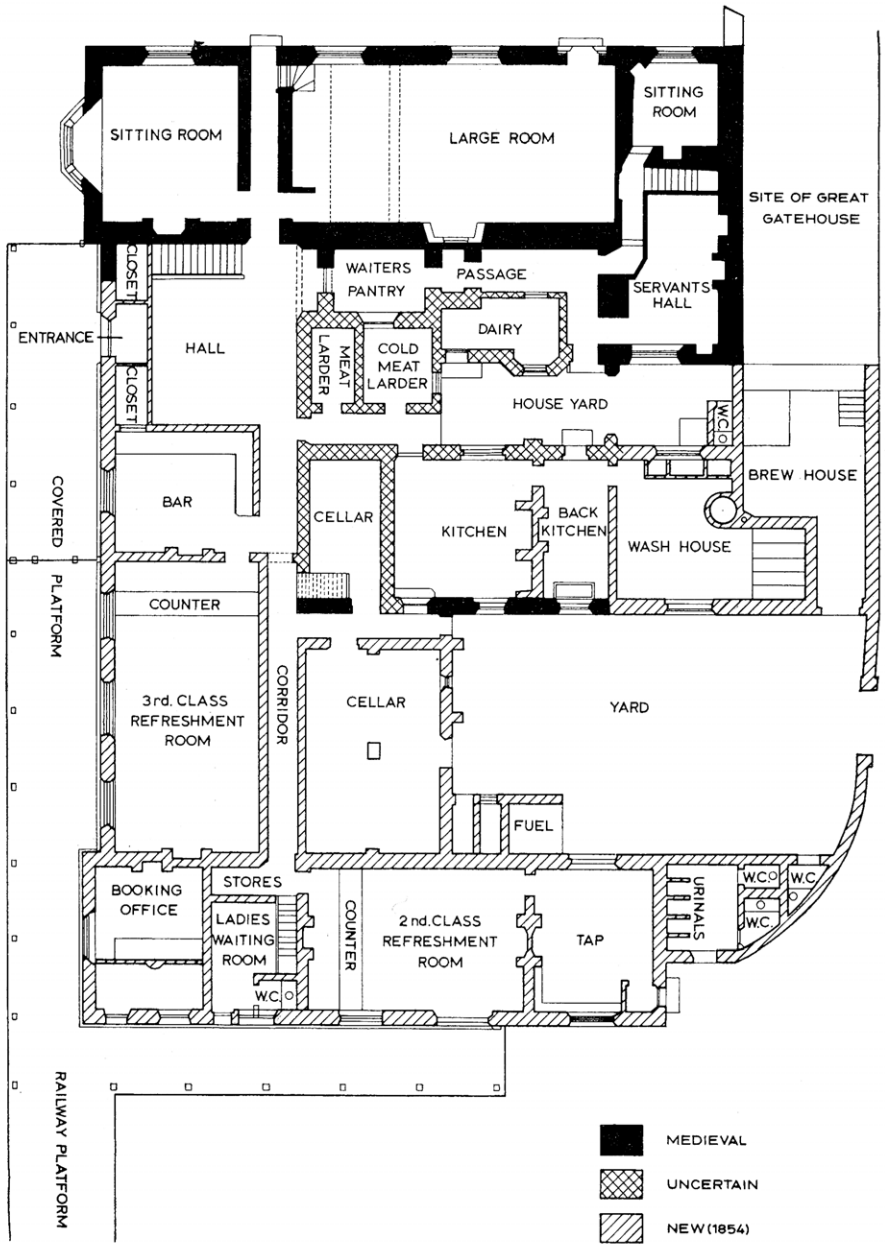 SITTING ROOM
LARGE ROOM
SITTING
ROOM
SITE OF GREAT
GATEHOUSE
CLOSET
WAITERS
PANTRY
PASSAGE
SERVANTS
HALL
ENTRANCE
HALL
MEAT
LARDER
COLD
MEAT
LARDER
DAIRY
CLOSET
HOUSE YARD
W.C.
BREW HOUSE
COVERED
PLATFORM
BAR
CELLAR
KITCHEN
BACK
KITCHEN
WASH HOUSE
COUNTER
CORRIDOR
3rd. CLASS
REFRESHMENT
ROOM
CELLAR
YARD
FUEL
BOOKING
OFFICE
STORES
LADIES
WAITING
ROOM
W.C.
COUNTER
2nd. CLASS
REFRESHMENT
ROOM
TAP
URINALS
W.C.
W.C.
W.C.
RAILWAY PLATFORM
MEDIEVAL
UNCERTAIN
NEW (1854)